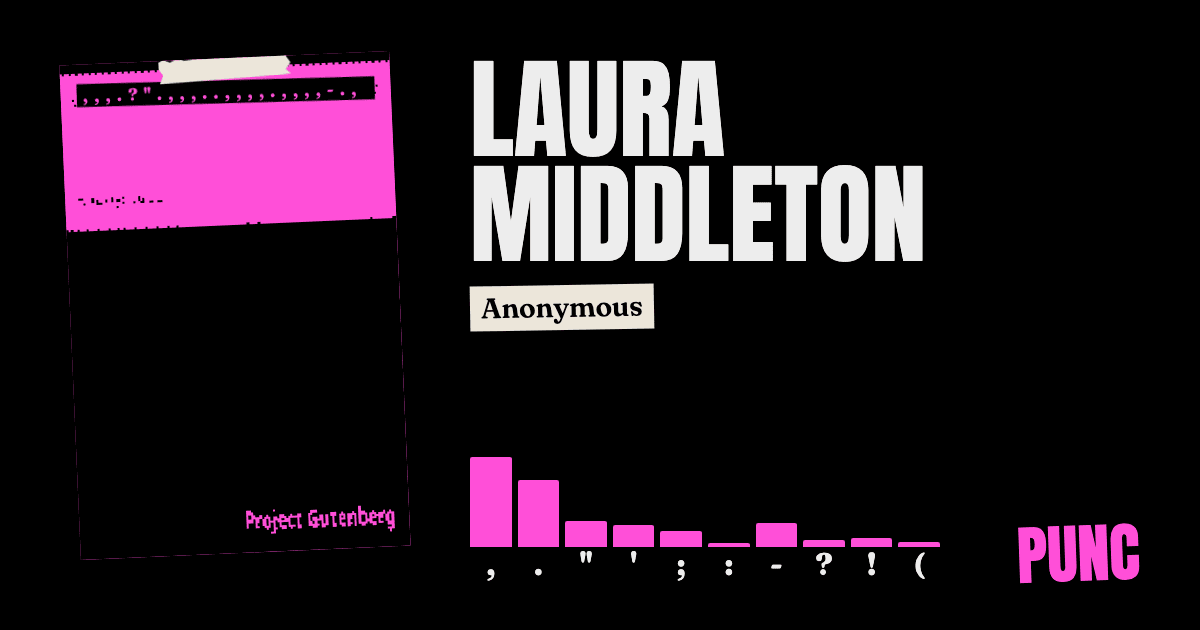 ,,,.?".,,,..,,,,.,,,,-.,
Project Gutenberg
LAURA
MIDDLETON
Anonymous
, . " ' ; : - ? ! (
PUNC